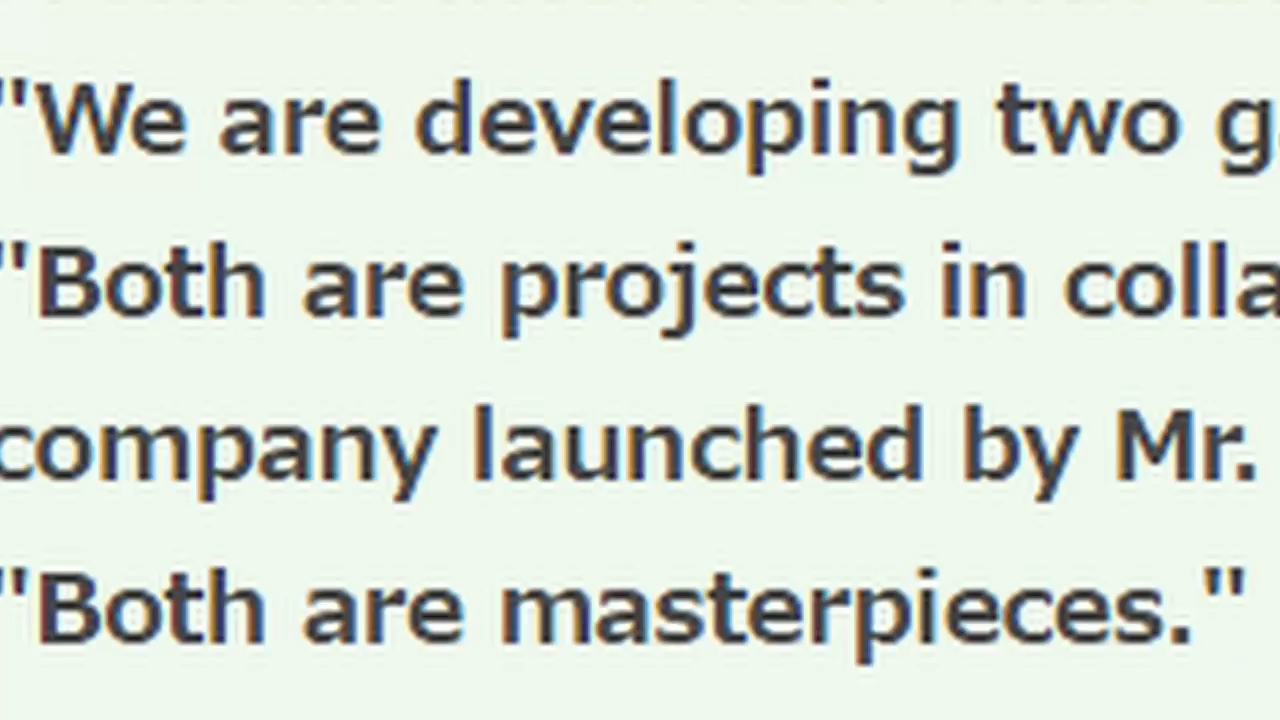 "We are developing two g
"Both are projects in colla
company launched by Mr.
"Both are masterpieces."